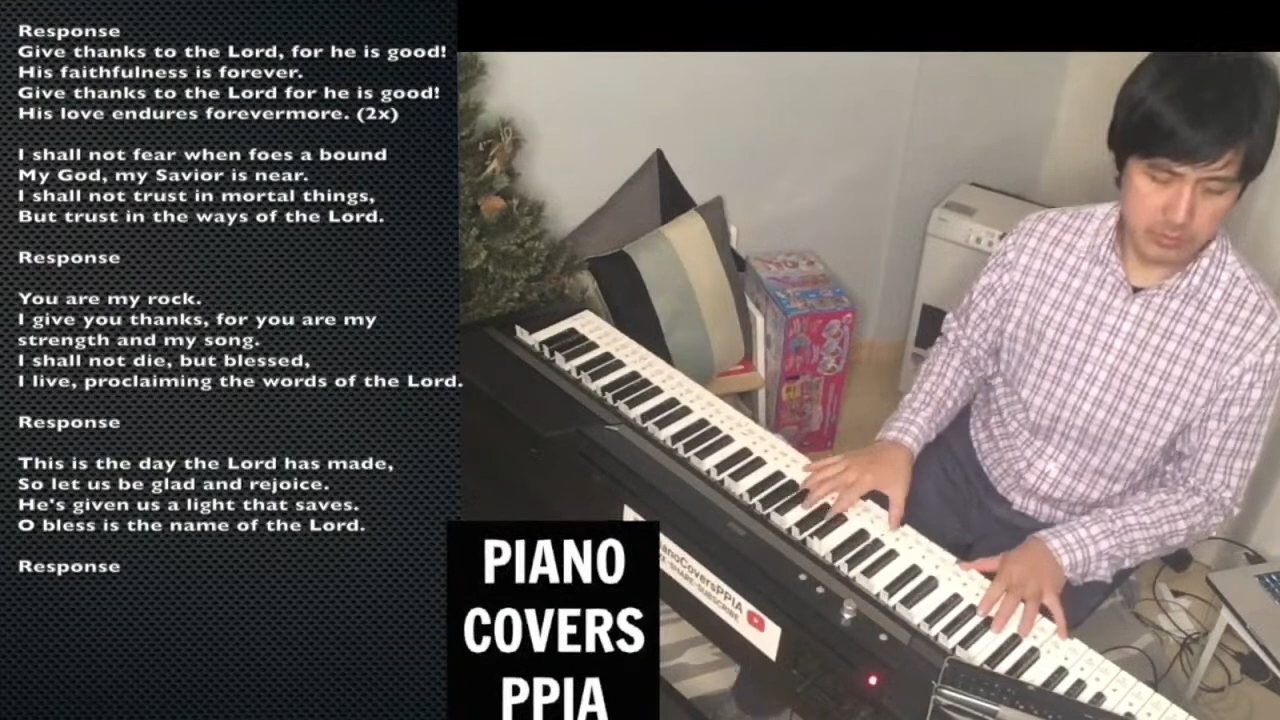 Response
Give thanks to the Lord, for he is good!
His faithfulness is forever.
Give thanks to the Lord for he is good!
His love endures forevermore. (2x)
I shall not fear when foes a bound
My God, my Savior is near.
I shall not trust in mortal things,
But trust in the ways of the Lord.
Response
You are my rock.
I give you thanks, for you are my
strength and my song.
I shall not die, but blessed,
I live, proclaiming the words of the Lord.
Response
This is the day the Lord has made,
So let us be glad and rejoice.
He's given us a light that saves.
O bless is the name of the Lord.
Response
PIANO
COVERS
PPIA
anoCoversPPIA
SHARE·SUBSCRIBE